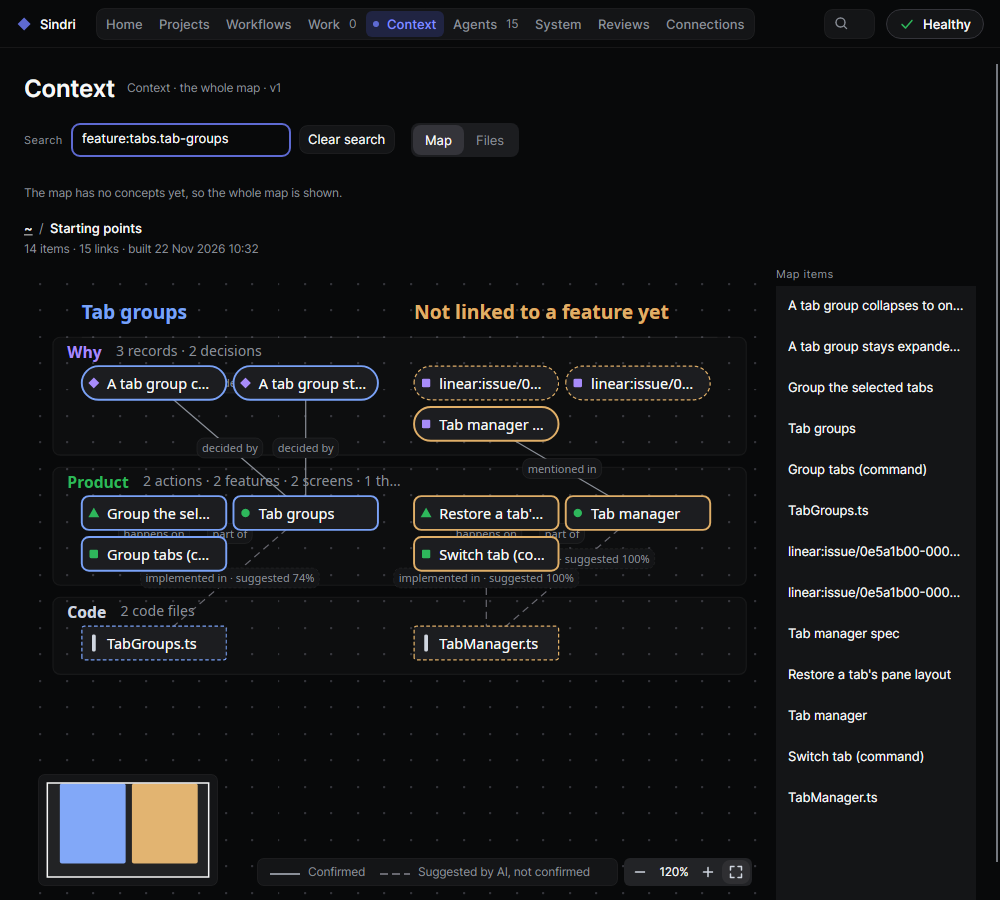 Sindri
Home Projects Workflows Work 0 Context Agents 15 System Reviews Connections
Healthy
Context Context · the whole map · v1
Search feature:tabs.tab-groups Clear search Map Files
The map has no concepts yet, so the whole map is shown.
~ / Starting points
14 items · 15 links · built 22 Nov 2026 10:32
Tab groups
Not linked to a feature yet
Why 3 records · 2 decisions
A tab group c...
A tab group st...
linear:issue/0...
linear:issue/0...
Tab manager ...
decided by
decided by
mentioned in
Product 2 actions · 2 features · 2 screens · 1 th...
Group the sel...
Tab groups
Restore a tab'...
Tab manager
happens on
part of
happens on
part of
Group tabs (c...
Switch tab (co...
suggested 100%
implemented in · suggested 74%
implemented in · suggested 100%
Code 2 code files
TabGroups.ts
TabManager.ts
Confirmed
Suggested by AI, not confirmed
120%
Map items
A tab group collapses to on...
A tab group stays expande...
Group the selected tabs
Tab groups
Group tabs (command)
TabGroups.ts
linear:issue/0e5a1b00-000...
linear:issue/0e5a1b00-000...
Tab manager spec
Restore a tab's pane layout
Tab manager
Switch tab (command)
TabManager.ts